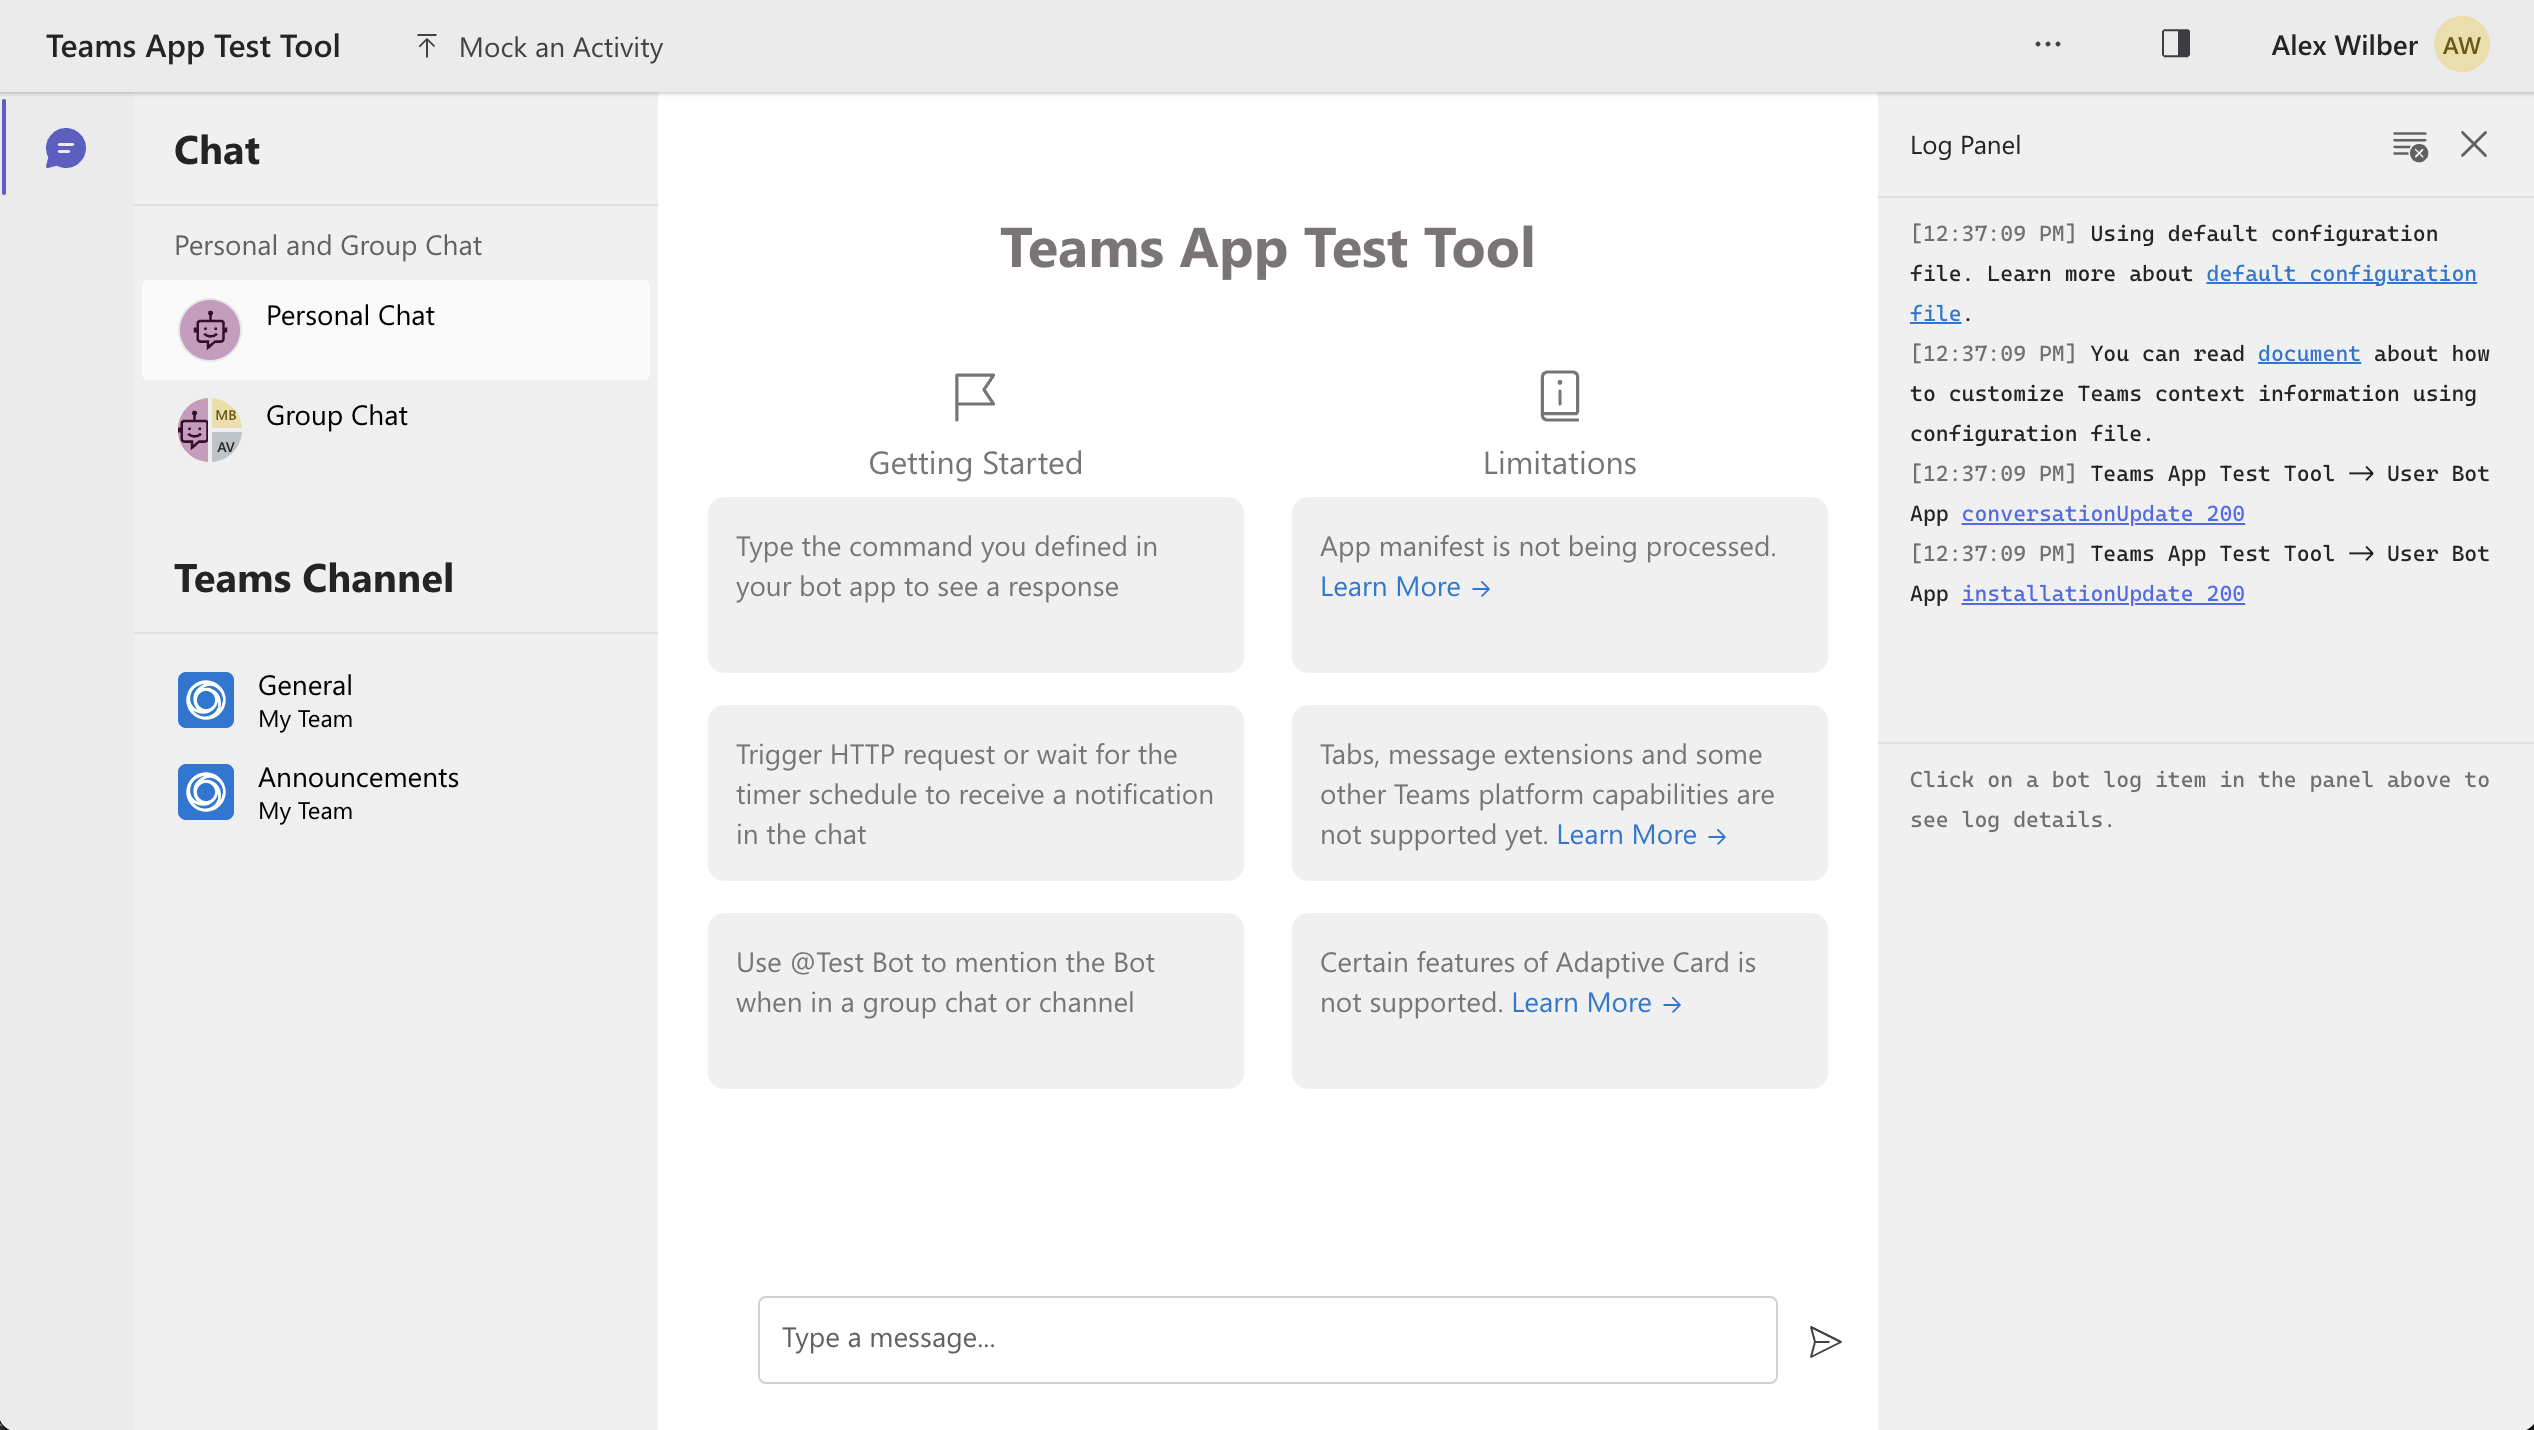 Teams App Test Tool
Mock an Activity
Alex Wilber
AW
Chat
Personal and Group Chat
Personal Chat
MB
AV
Group Chat
Teams Channel
General
My Team
Announcements
My Team
Teams App Test Tool
Getting Started
Type the command you defined in
your bot app to see a response
Trigger HTTP request or wait for the
timer schedule to receive a notification
in the chat
Use @Test Bot to mention the Bot
when in a group chat or channel
Limitations
App manifest is not being processed.
Learn More →
Tabs, message extensions and some
other Teams platform capabilities are
not supported yet. Learn More →
Certain features of Adaptive Card is
not supported. Learn More →
Type a message...
Log Panel
[12:37:09 PM] Using default configuration
file. Learn more about default configuration
file.
[12:37:09 PM] You can read document about how
to customize Teams context information using
configuration file.
[12:37:09 PM] Teams App Test Tool → User Bot
App conversationUpdate 200
[12:37:09 PM] Teams App Test Tool → User Bot
App installationUpdate 200
Click on a bot log item in the panel above to
see log details.